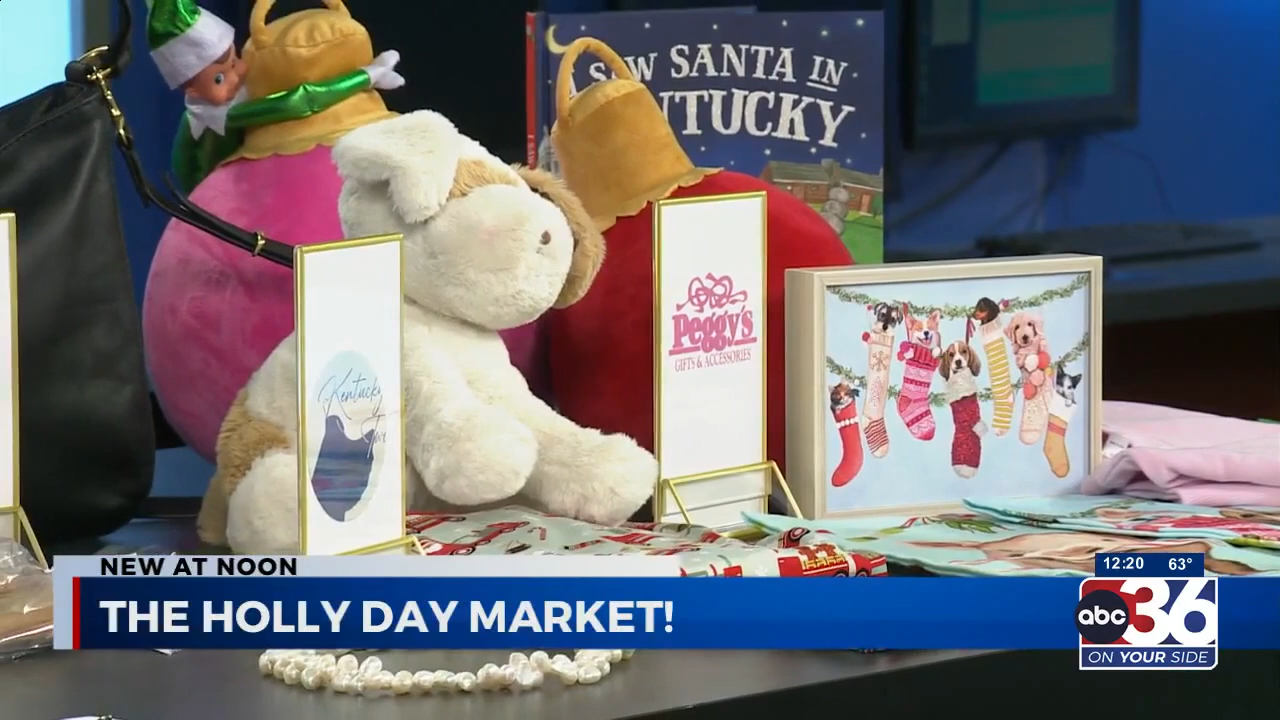 SAW SANTA IN
NTUCKY
Peggy's
GIFTS & ACCESSORIES
Kentucky
NEW AT NOON
THE HOLLY DAY MARKET!
12:20 63°
abc 36
ON YOUR SIDE